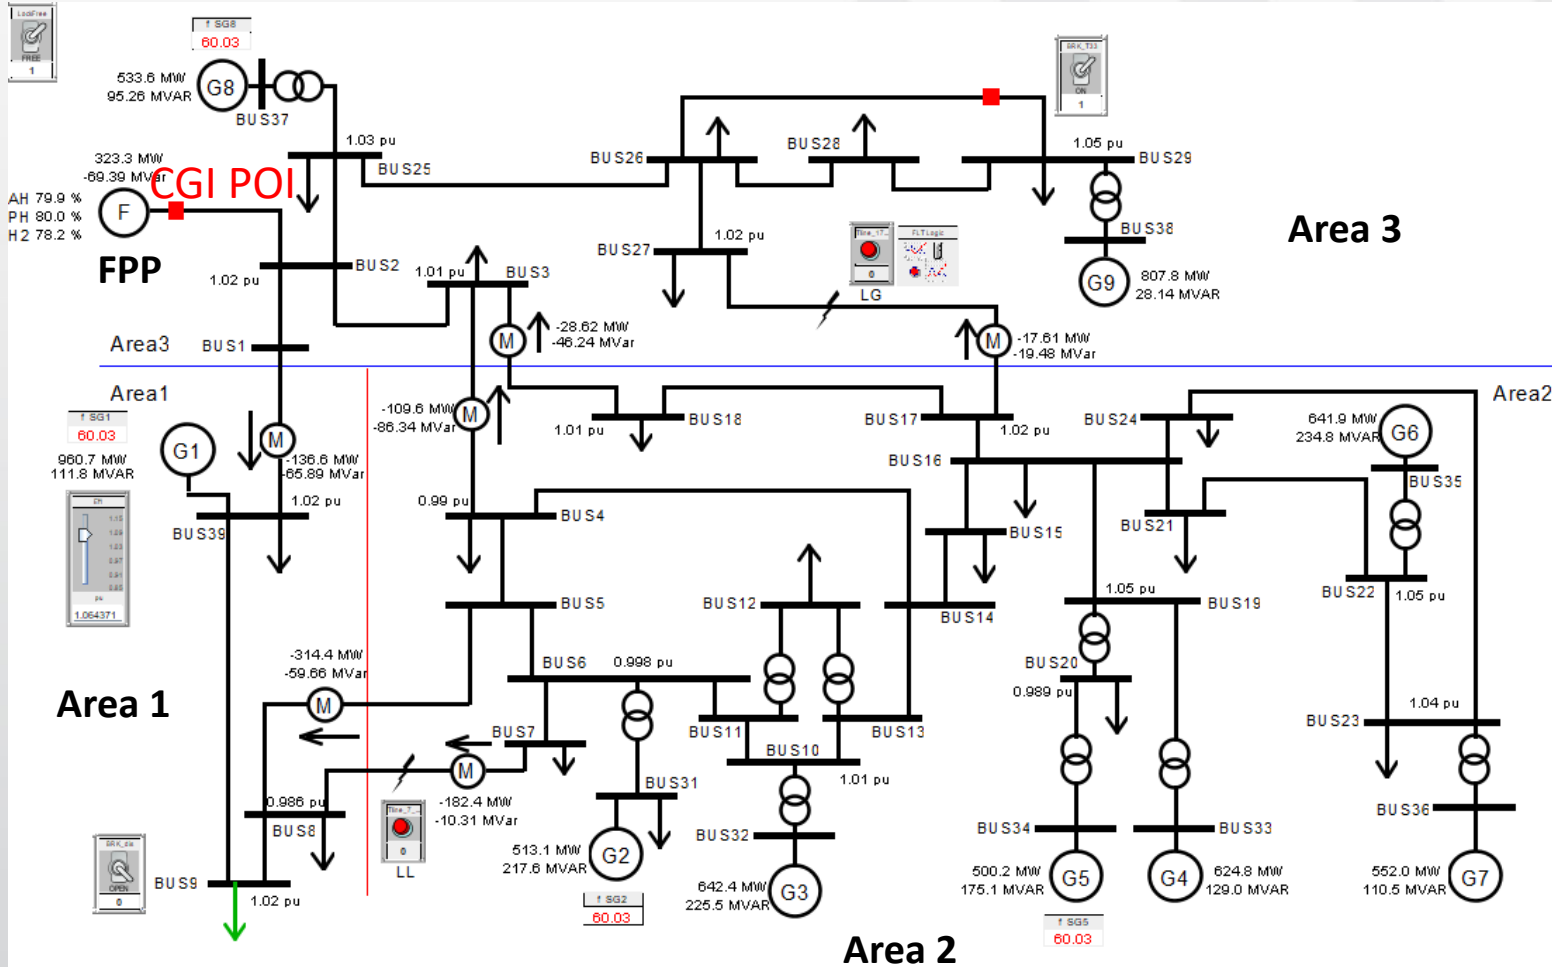 LockFree
FREE
1
f SG8
60.03
533.6 MW
95.26 MVAR
G8
BUS37
1.03 pu
BUS25
323.3 MW
-69.39 MVar
CGI POI
AH 79.9 %
PH 80.0 %
H2 78.2 %
F
FPP
BUS2
1.02 pu
1.01 pu
BUS3
BUS26
BUS28
BRK_T33
ON
1
1.05 pu
BUS29
BUS38
G9
807.8 MW
28.14 MVAR
Area 3
BUS27
1.02 pu
0
FLT Logic
LG
M
-28.62 MW
-46.24 MVar
M
-17.61 MW
-19.48 MVar
Area3
BUS1
Area1
Area2
f SG1
60.03
960.7 MW
111.8 MVAR
G1
M
-136.6 MW
-65.89 MVar
1.02 pu
BUS39
pu
1.064371
-109.6 MW
-86.34 MVar
M
BUS18
1.01 pu
BUS17
1.02 pu
BUS24
641.9 MW
234.8 MVAR
G6
BUS35
BUS16
0.99 pu
BUS4
BUS15
BUS21
BUS22
1.05 pu
BUS5
BUS12
BUS14
1.05 pu
BUS19
-314.4 MW
-59.66 MVar
M
BUS6
0.998 pu
BUS20
0.989 pu
Area 1
BUS7
BUS11
BUS10
BUS13
1.01 pu
BUS23
1.04 pu
M
-182.4 MW
-10.31 MVar
0.986 pu
BUS8
0
LL
BUS31
BUS32
BUS34
BUS33
BUS36
OPEN
0
BUS9
1.02 pu
513.1 MW
217.6 MVAR
G2
f SG2
60.03
642.4 MW
225.5 MVAR
G3
500.2 MW
175.1 MVAR
G5
f SG5
60.03
G4
624.8 MW
129.0 MVAR
552.0 MW
110.5 MVAR
G7
Area 2